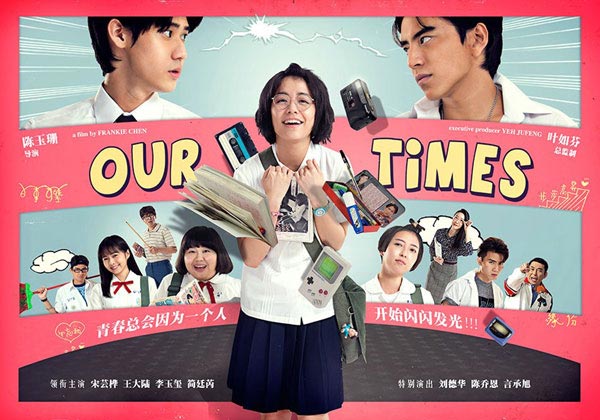 陈玉珊
导演
a film by FRANKIE CHEN
executive producer YEH JUFENG
叶如芬
总监制
OUR TIMES
青春总会因为一个人
开始闪闪发光!!!
领衔主演 宋芸桦 王大陆 李玉玺 简廷芮
特别演出 刘德华 陈乔恩 言承旭